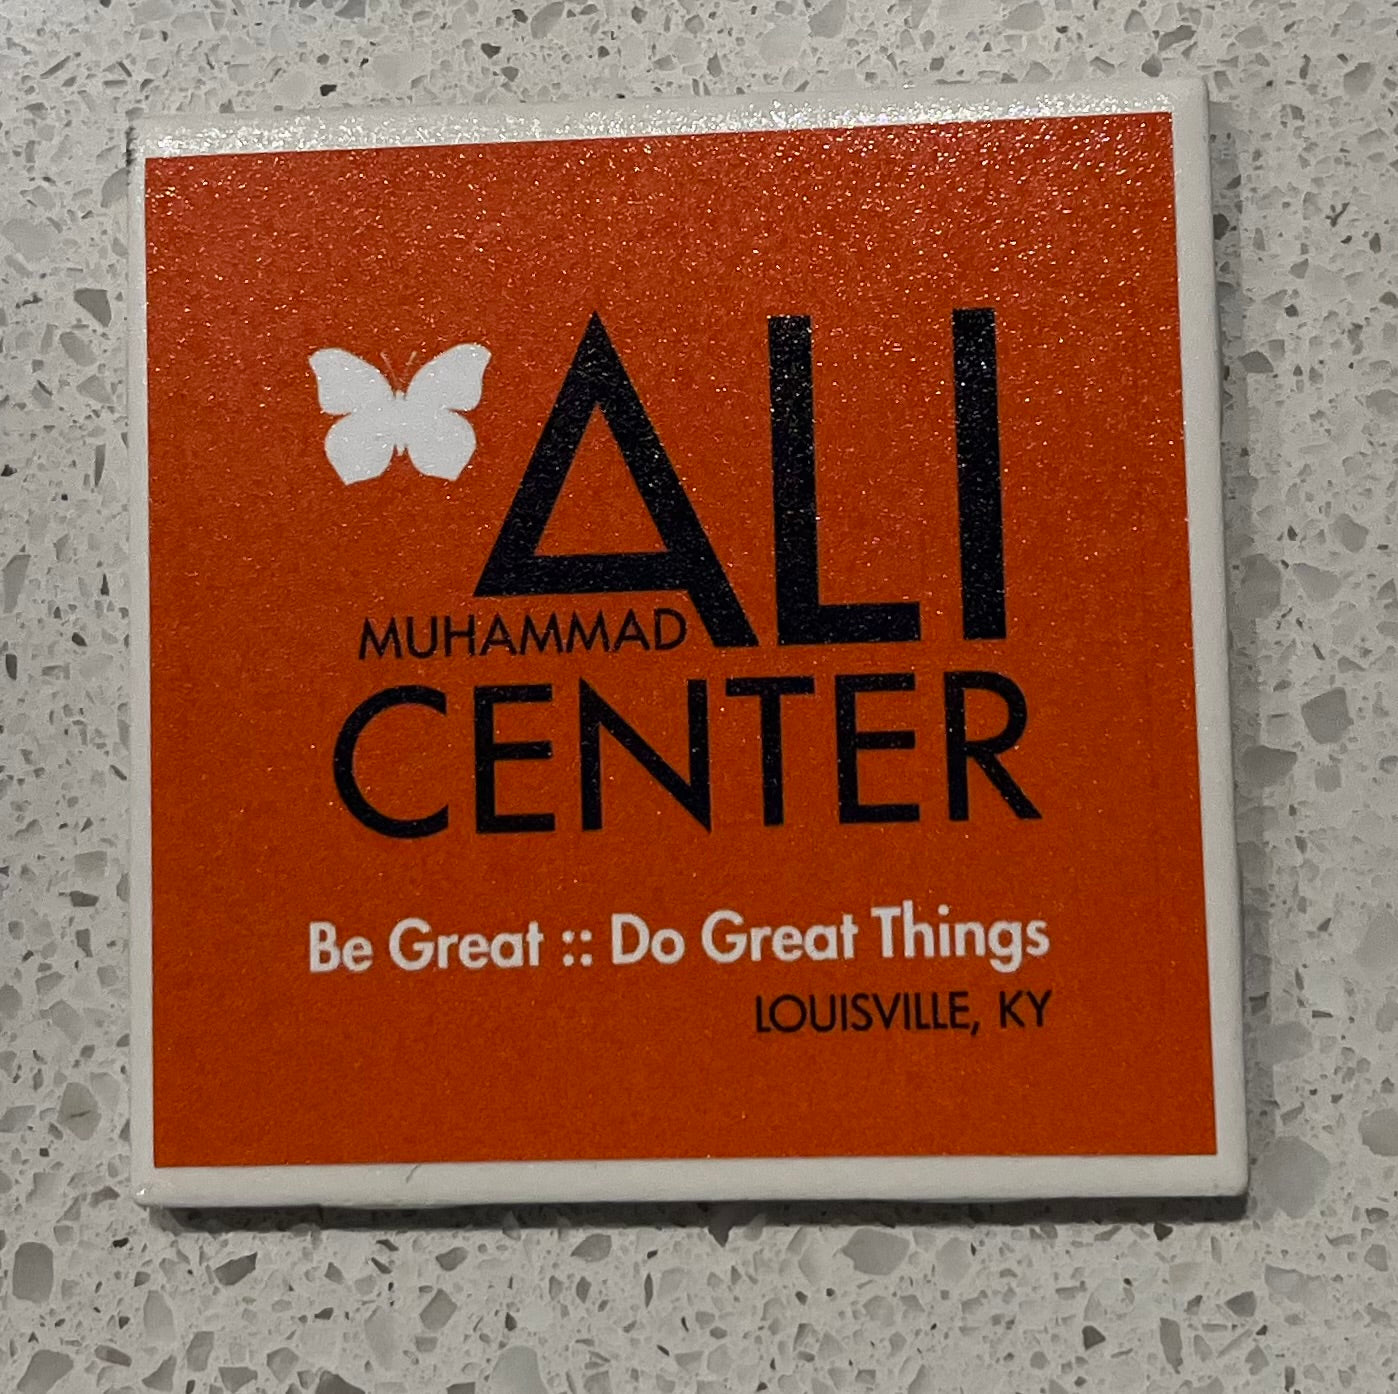 ALI
MUHAMMAD
CENTER
Be Great :: Do Great Things
LOUISVILLE, KY